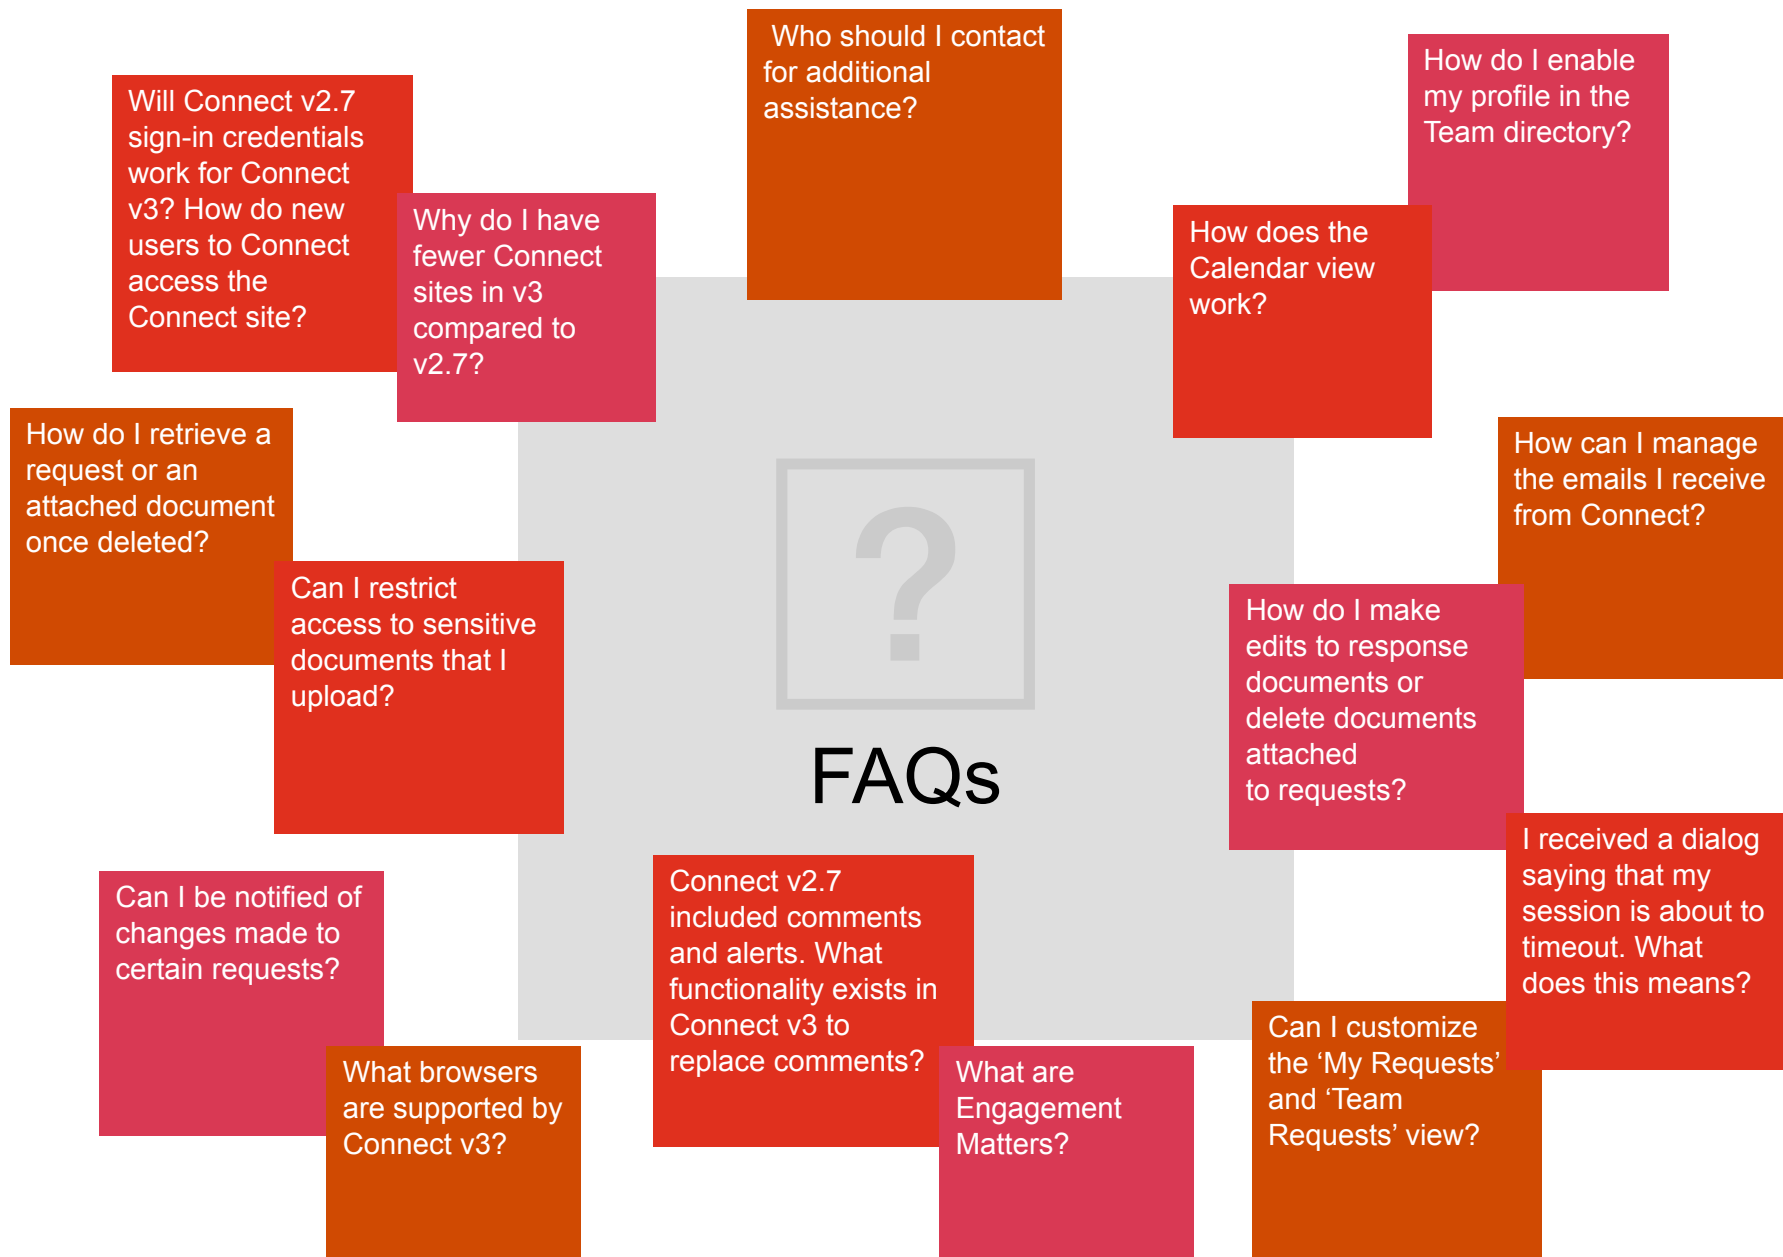 Who should I contact
for additional
assistance?
How do I enable
my profile in the
Team directory?
Will Connect v2.7
sign-in credentials
work for Connect
v3? How do new
users to Connect
access the
Connect site?
Why do I have
fewer Connect
sites in v3
compared to
v2.7?
How does the
Calendar view
work?
How do I retrieve a
request or an
attached document
once deleted?
How can I manage
the emails I receive
from Connect?
?
Can I restrict
access to sensitive
documents that I
upload?
How do I make
edits to response
documents or
delete documents
attached
to requests?
FAQs
I received a dialog
saying that my
session is about to
timeout. What
does this means?
Can I be notified of
changes made to
certain requests?
Connect v2.7
included comments
and alerts. What
functionality exists in
Connect v3 to
replace comments?
Can I customize
the ‘My Requests’
and ‘Team
Requests’ view?
What browsers
are supported by
Connect v3?
What are
Engagement
Matters?